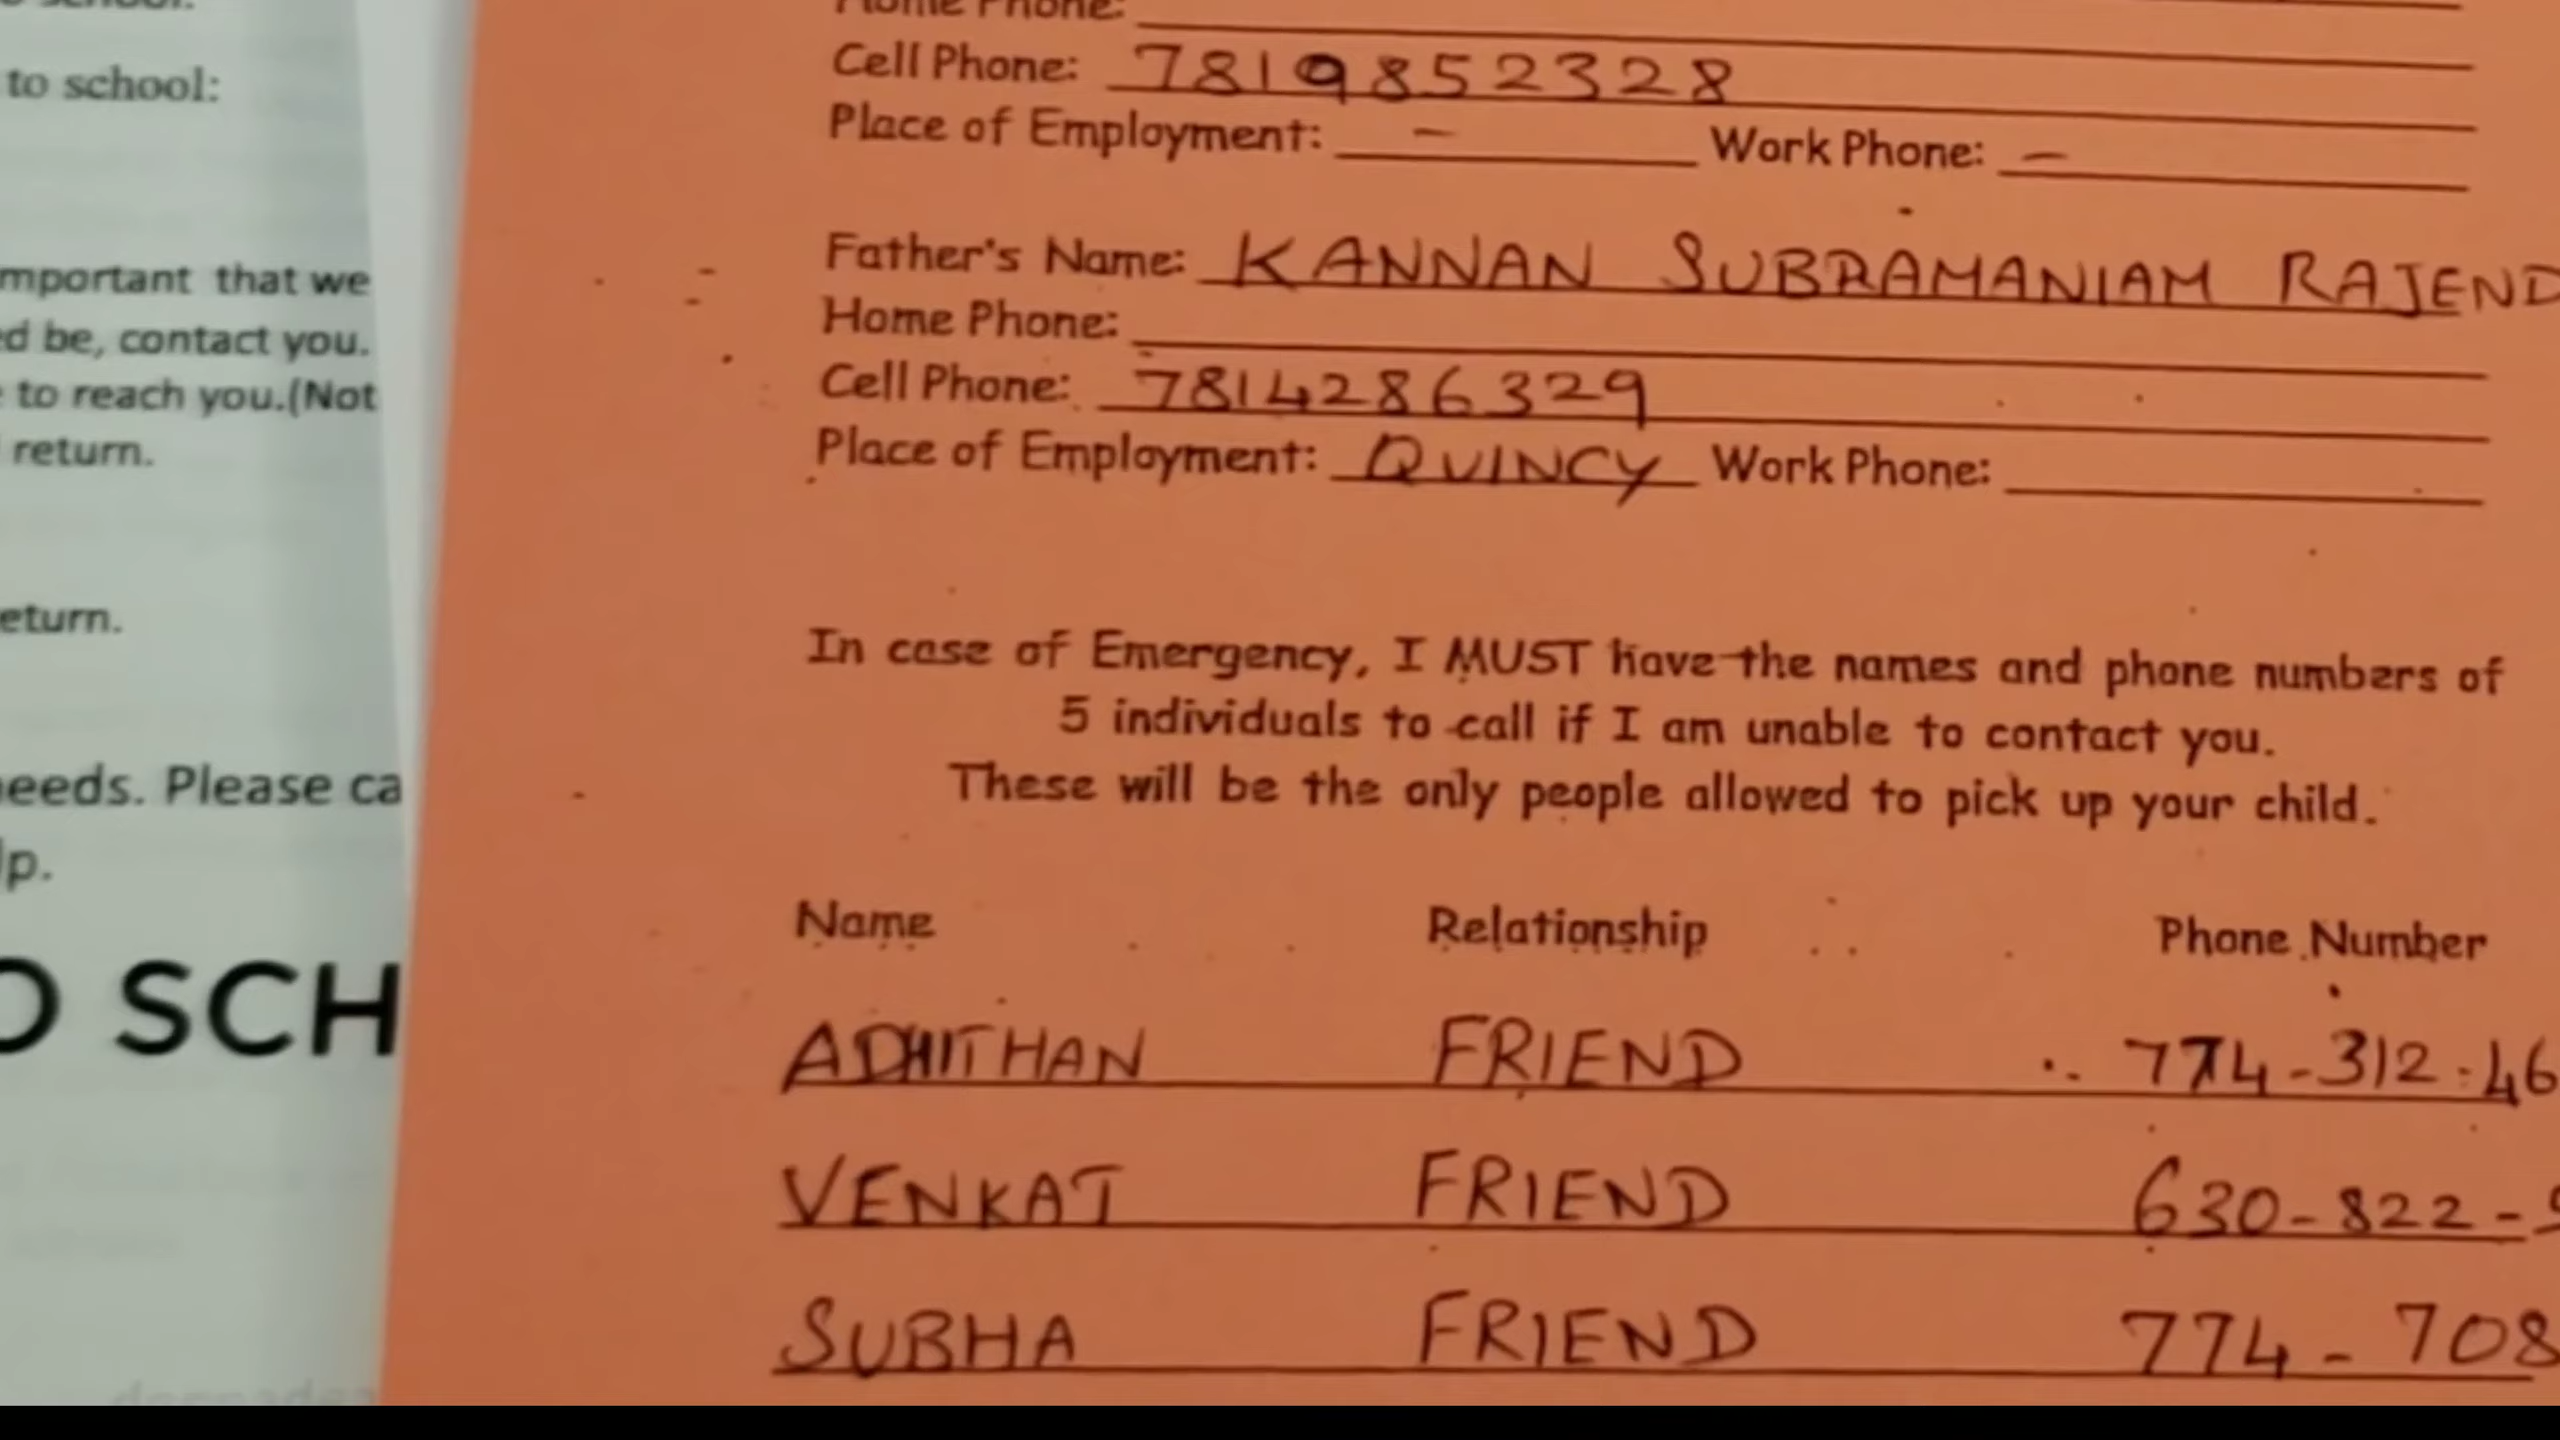 to school:
mportant that we
ed be, contact you.
to reach you.(Not
return.
eturn.
needs. Please ca
lp.
O SCH
Home Phone:
Cell Phone: 7819852328
Place of Employment: - Work Phone: -
Father's Name: KANNAN SUBRAMANIAM RAJEND
Home Phone:
Cell Phone: 7814286329
Place of Employment: QUINCY Work Phone:
In case of Emergency, I MUST have the names and phone numbers of
5 individuals to call if I am unable to contact you.
These will be the only people allowed to pick up your child.
Name Relationship Phone Number
ADHITHAN FRIEND 774-312-46
VENKAT FRIEND 630-822-
SUBHA FRIEND 774-708